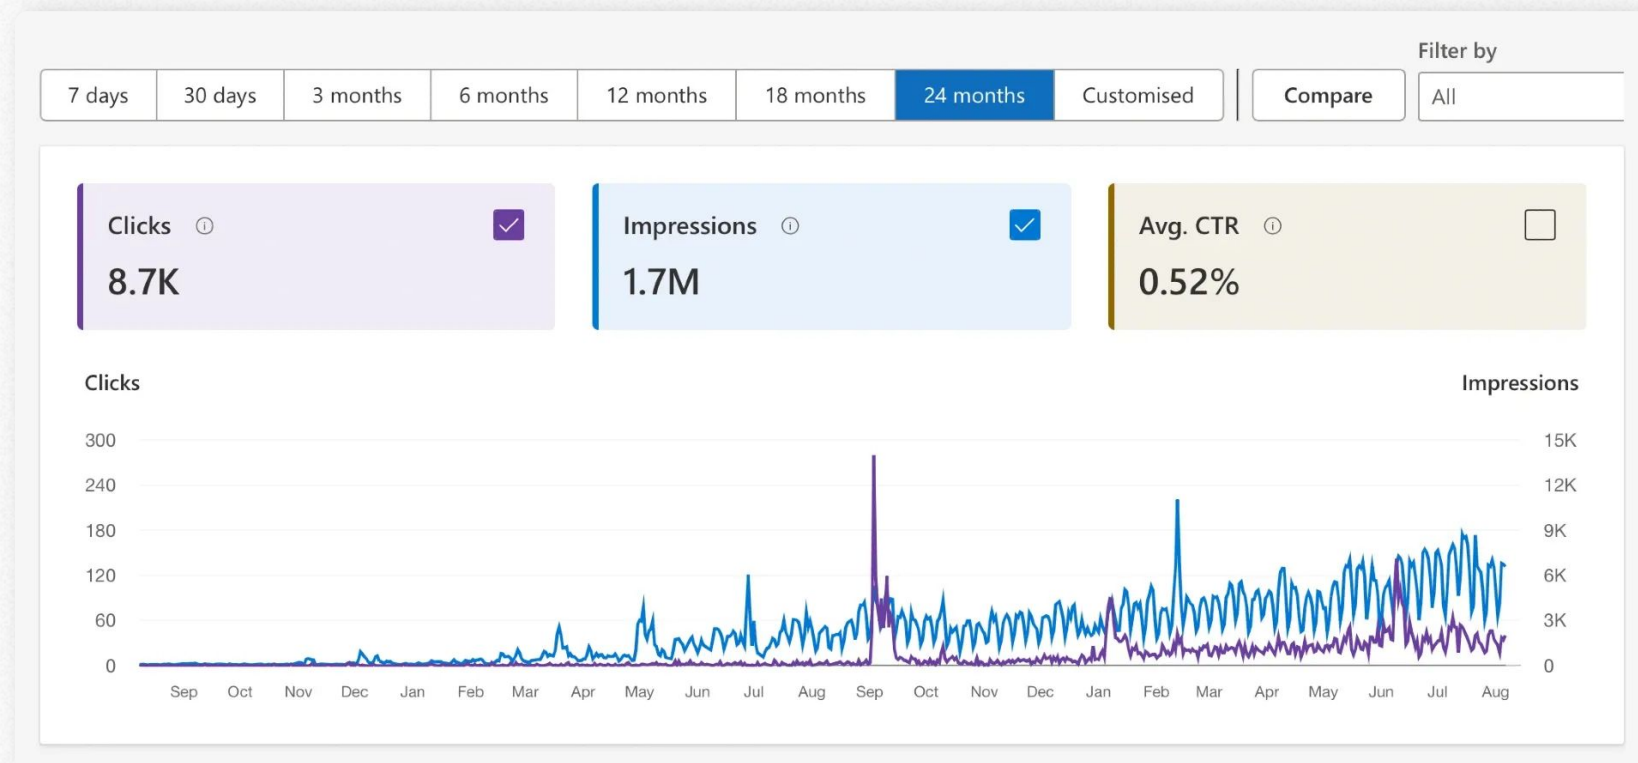 Filter by
7 days 30 days 3 months 6 months 12 months 18 months 24 months Customised Compare All
Clicks Impressions Avg. CTR
8.7K 1.7M 0.52%
Clicks Impressions
300 15K
240 12K
180 9K
120 6K
60 3K
0 0
Sep Oct Nov Dec Jan Feb Mar Apr May Jun Jul Aug Sep Oct Nov Dec Jan Feb Mar Apr May Jun Jul Aug